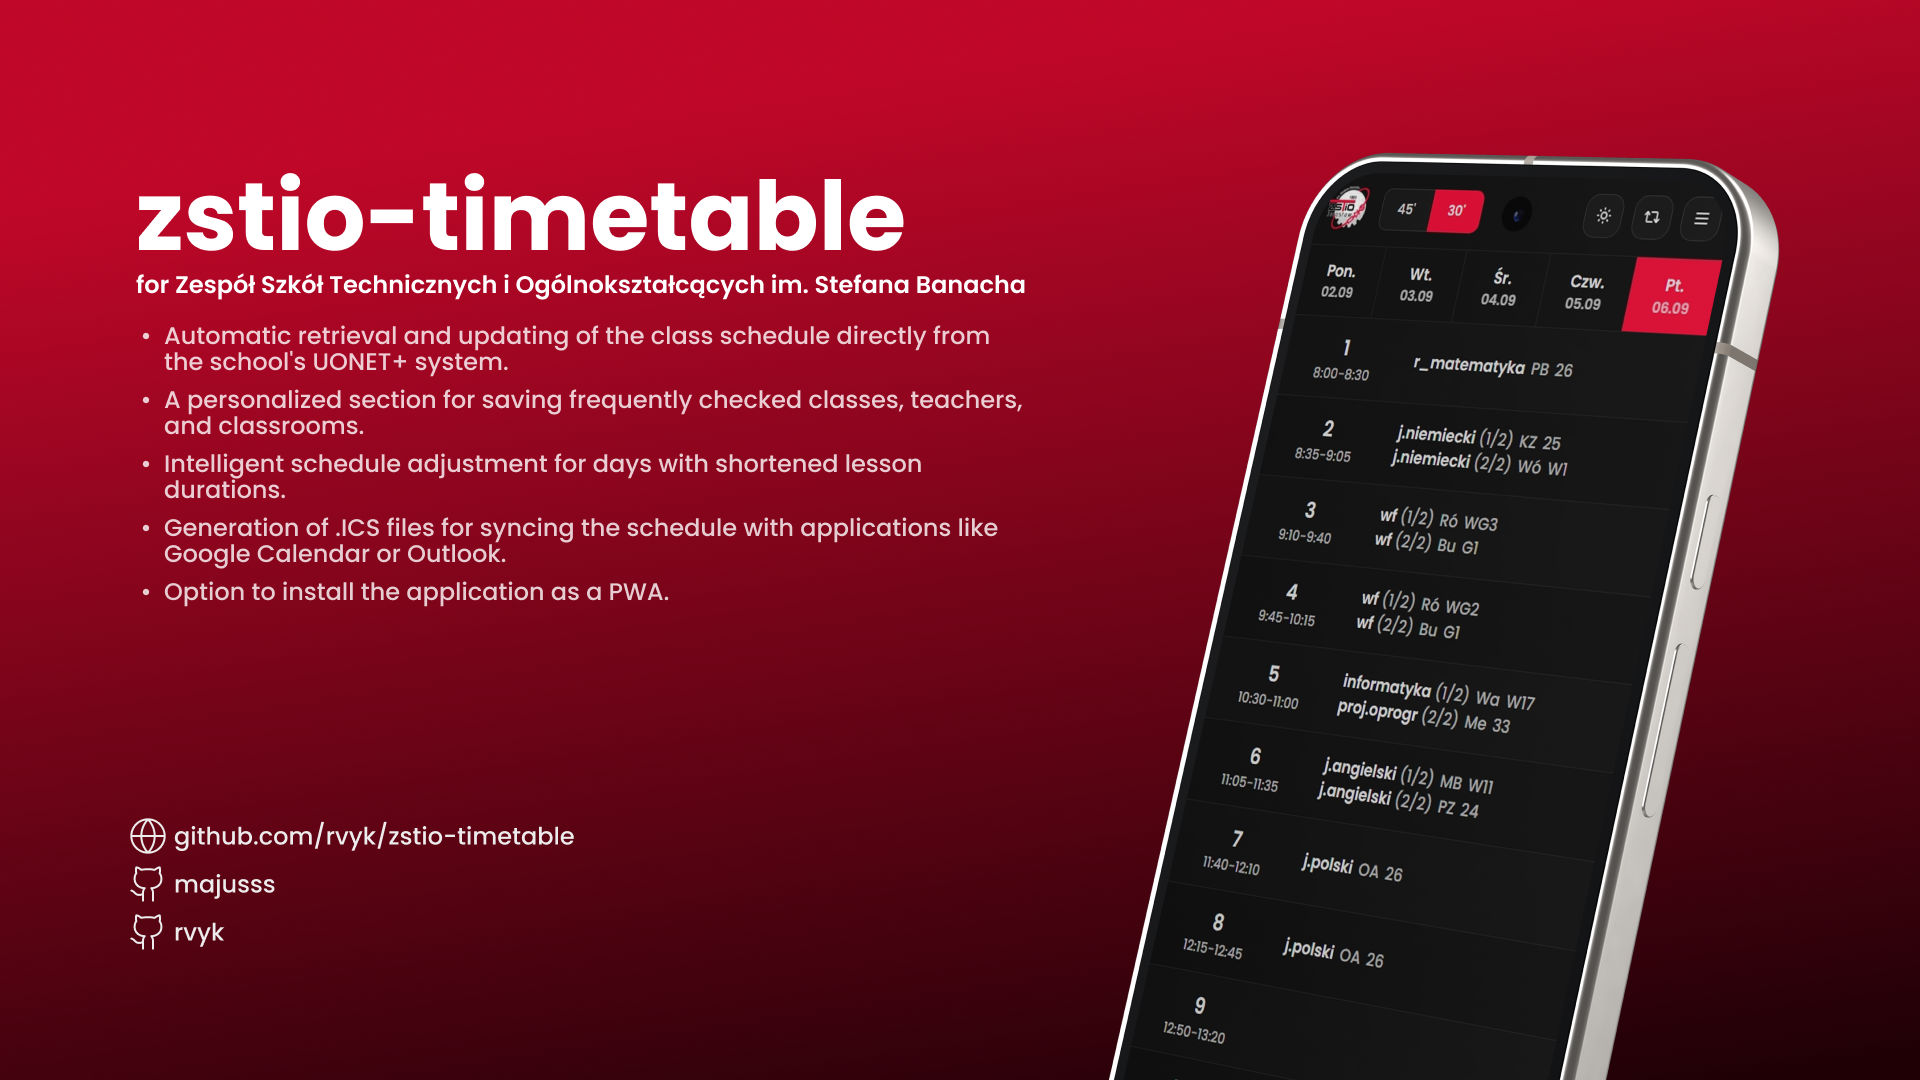 zstio-timetable
for Zespół Szkół Technicznych i Ogólnokształcących im. Stefana Banacha
• Automatic retrieval and updating of the class schedule directly from
the school's UONET+ system.
• A personalized section for saving frequently checked classes, teachers,
and classrooms.
• Intelligent schedule adjustment for days with shortened lesson
durations.
• Generation of .ICS files for syncing the schedule with applications like
Google Calendar or Outlook.
• Option to install the application as a PWA.
github.com/rvyk/zstio-timetable
majusss
rvyk
zstio
45' 30'
Pon. Wt. Śr. Czw. Pt.
02.09 03.09 04.09 05.09 06.09
1
8:00-8:30
r_matematyka PB 26
2
8:35-9:05
j.niemiecki (1/2) KZ 25
j.niemiecki (2/2) Wó W1
3
9:10-9:40
wf (1/2) Ró WG3
wf (2/2) Bu G1
4
9:45-10:15
wf (1/2) Ró WG2
wf (2/2) Bu G1
5
10:30-11:00
informatyka (1/2) Wa W17
proj.oprogr (2/2) Me 33
6
11:05-11:35
j.angielski (1/2) MB W11
j.angielski (2/2) PZ 24
7
11:40-12:10
j.polski OA 26
8
12:15-12:45
j.polski OA 26
9
12:50-13:20